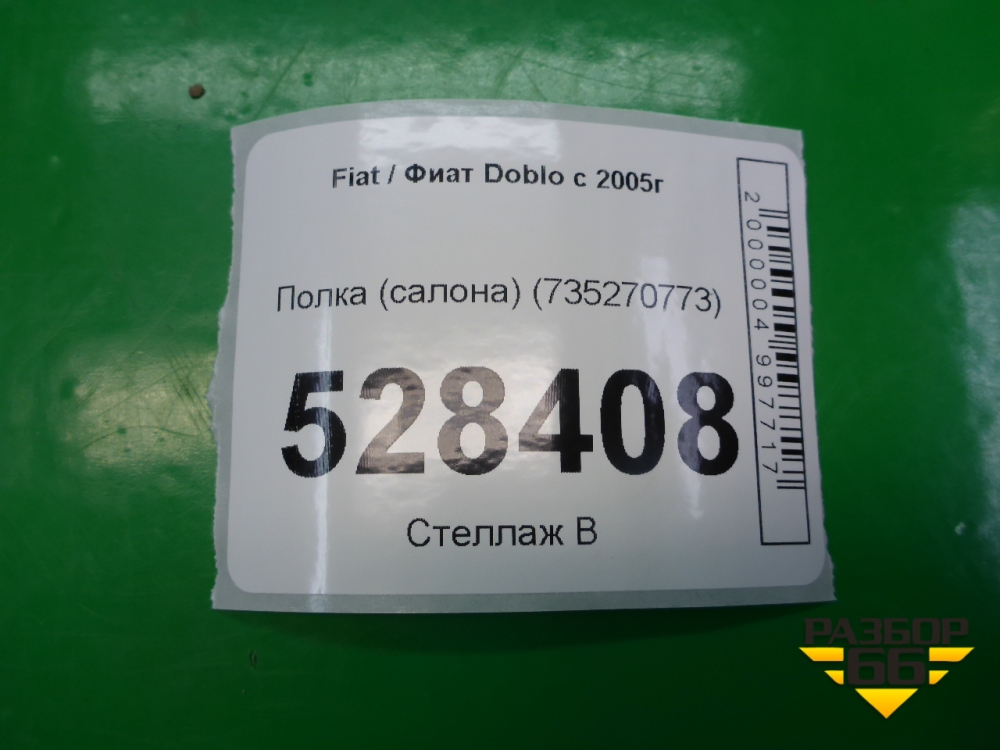 Fiat / Фиат Doblo с 2005г
Полка (салона) (735270773)
528408
Стеллаж В
2000004997717
РАЗБОР
66